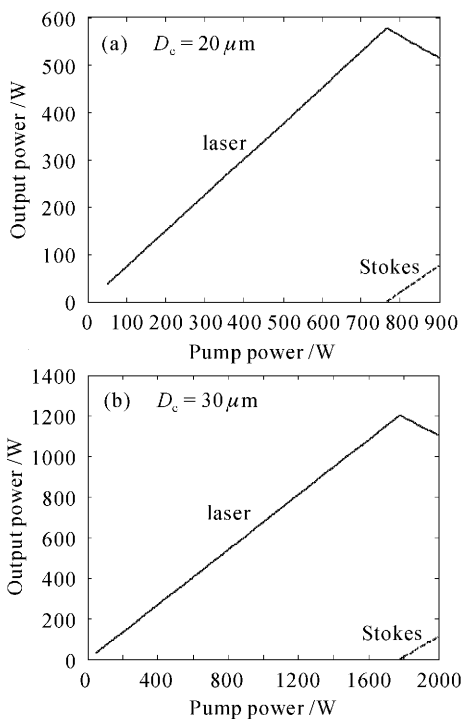 (a) D_c = 20 μm
Output power /W
600
500
400
300
200
100
0
laser
Stokes
0 100 200 300 400 500 600 700 800 900
Pump power /W
(b) D_c = 30 μm
Output power /W
1400
1200
1000
800
600
400
200
0
laser
Stokes
0 400 800 1200 1600 2000
Pump power /W